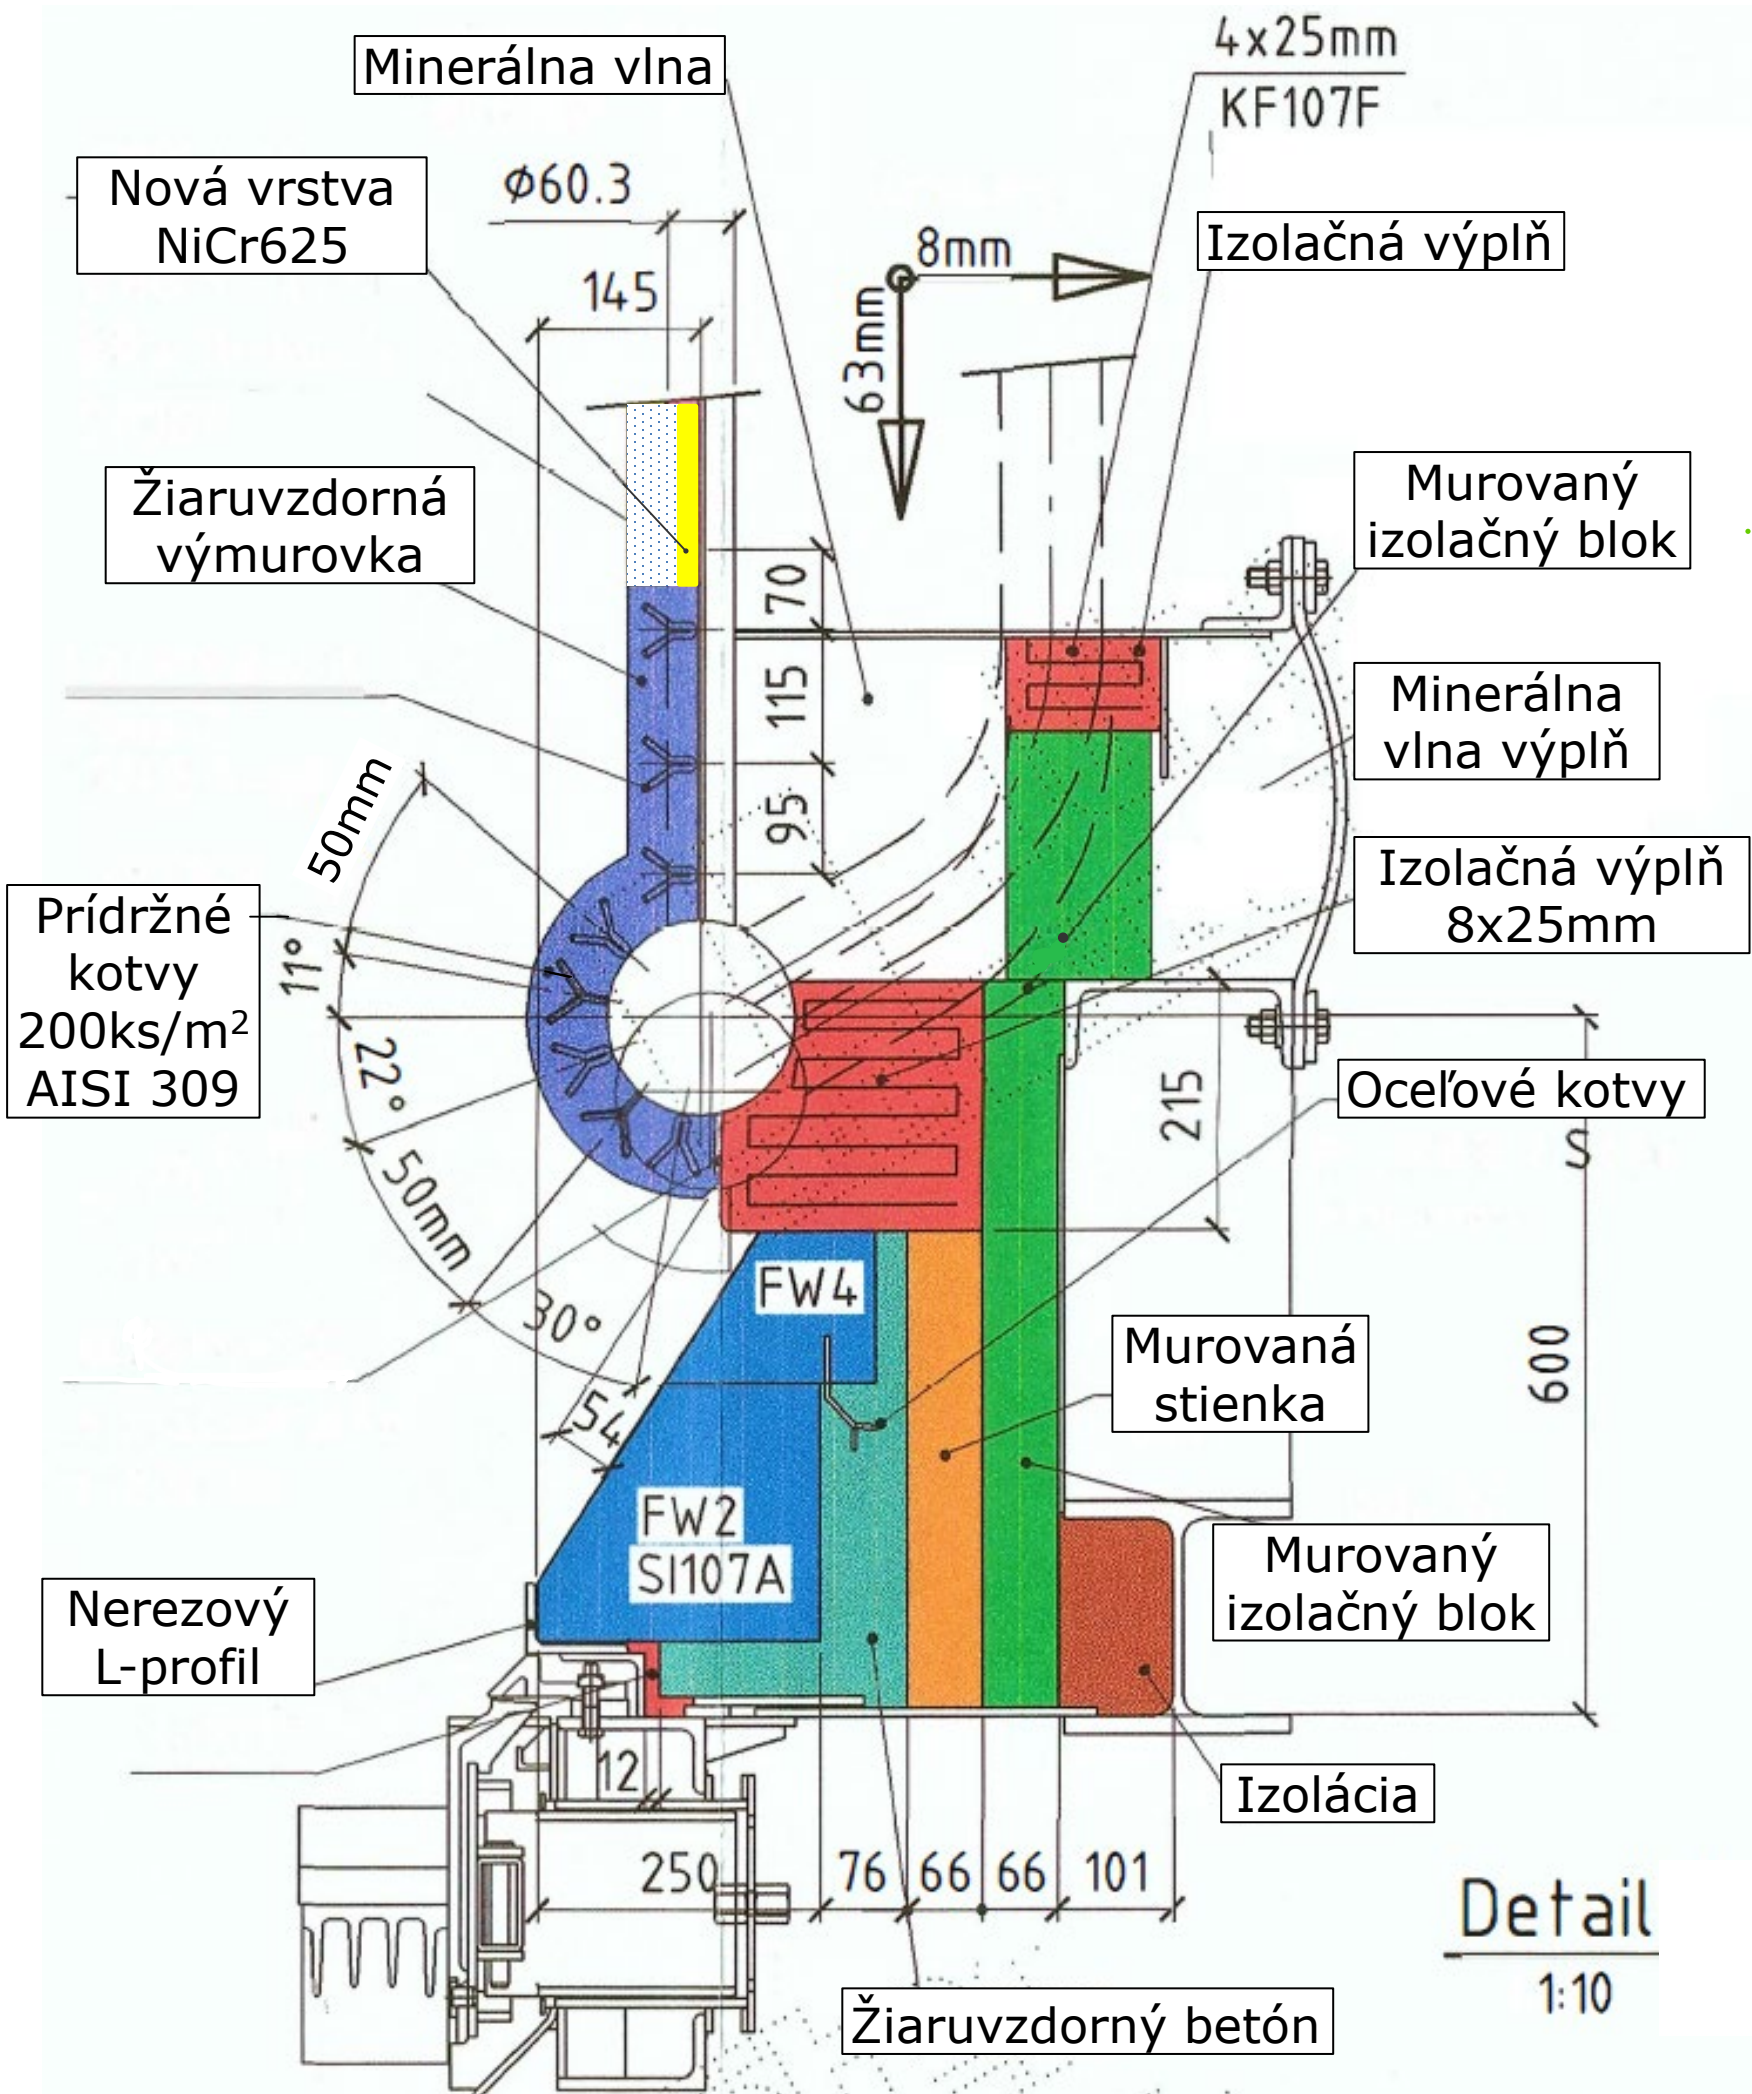 Minerálna vlna
4x25mm
KF107F
Nová vrstva
NiCr625
Ø60.3
145
8mm
63mm
Izolačná výplň
Žiaruvzdorná
výmurovka
Murovaný
izolačný blok
70
115
95
Minerálna
vlna výplň
50mm
Izolačná výplň
8x25mm
Prídržné
kotvy
200ks/m²
AISI 309
11°
22°
50mm
30°
54
215
S
Oceľové kotvy
FW4
600
Murovaná
stienka
FW2
SI107A
Murovaný
izolačný blok
Nerezový
L-profil
12
Izolácia
250
76
66
66
101
Detail
1:10
Žiaruvzdorný betón